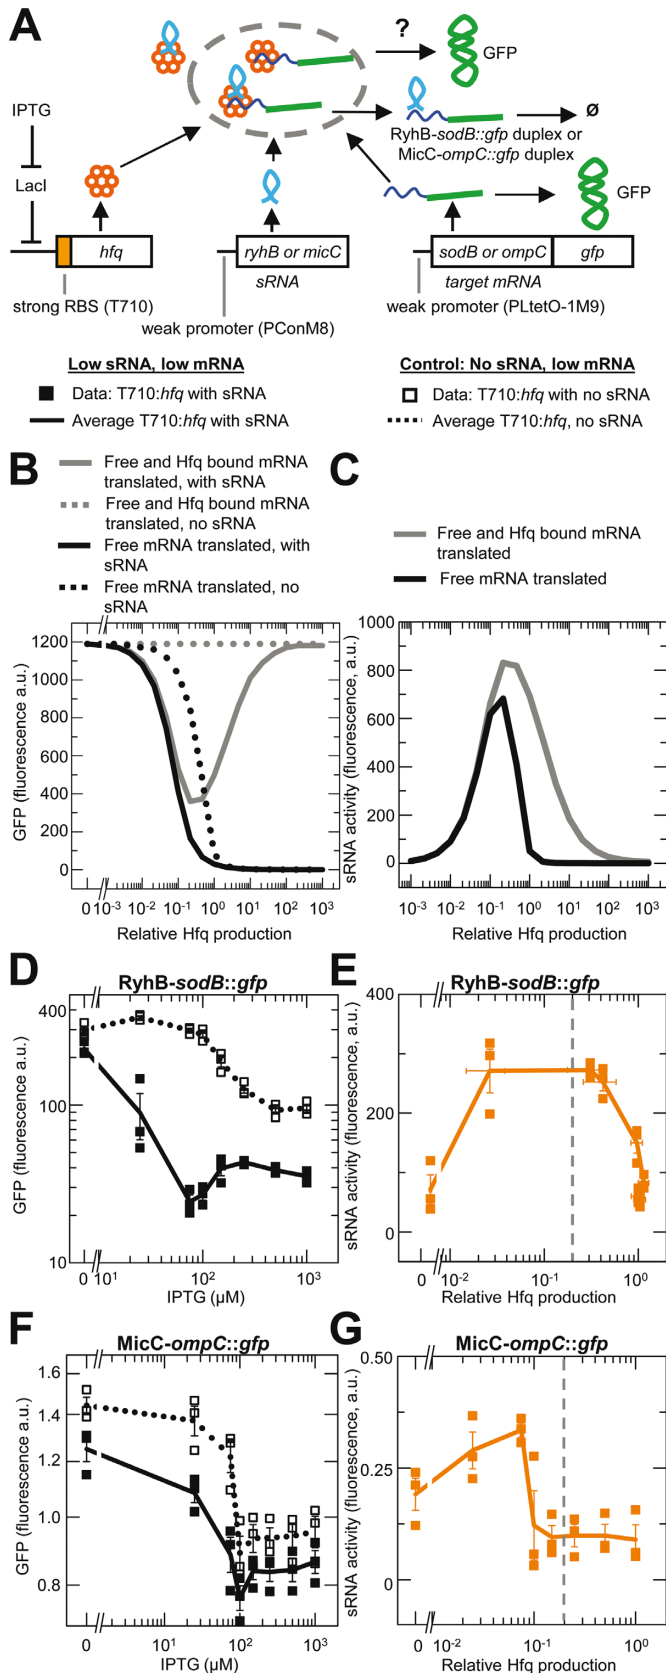 A
?
GFP
IPTG
ø
RyhB-sodB::gfp duplex or
MicC-ompC::gfp duplex
LacI
GFP
hfq
ryhB or micC
sodB or ompC
gfp
sRNA
target mRNA
strong RBS (T710)
weak promoter (PLtetO-1M9)
weak promoter (PConM8)
Low sRNA, low mRNA
Control: No sRNA, low mRNA
Data: T710:hfq with sRNA
Data: T710:hfq with no sRNA
Average T710:hfq with sRNA
Average T710:hfq, no sRNA
B
Free and Hfq bound mRNA
translated, with sRNA
Free and Hfq bound mRNA
translated, no sRNA
Free mRNA translated, with
sRNA
Free mRNA translated, no
sRNA
GFP (fluorescence a.u.)
1200
1000
800
600
400
200
0
0 10-3 10-2 10-1 100 101 102 103
Relative Hfq production
C
Free and Hfq bound mRNA
translated
Free mRNA translated
sRNA activity (fluorescence, a.u.)
1000
800
600
400
200
0
10-3 10-2 10-1 100 101 102 103
Relative Hfq production
D
RyhB-sodB::gfp
GFP (fluorescence a.u.)
400
100
10
0 101 102 103
IPTG (µM)
E
RyhB-sodB::gfp
sRNA activity (fluorescence, a.u.)
400
200
0
0 10-2 10-1 100
Relative Hfq production
F
MicC-ompC::gfp
GFP (fluorescence a.u.)
1.6
1.4
1.2
1.0
0.8
0 101 102 103
IPTG (µM)
G
MicC-ompC::gfp
sRNA activity (fluorescence, a.u.)
0.50
0.25
0
0 10-2 10-1 100
Relative Hfq production